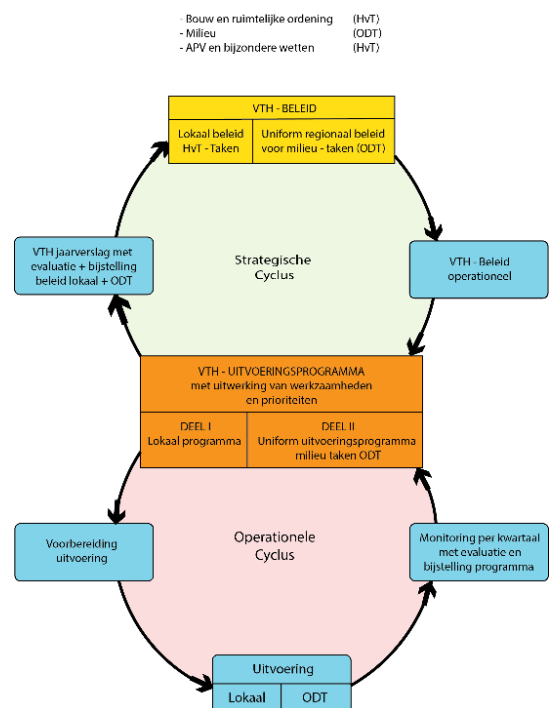 - Bouw en ruimtelijke ordening (HvT)
- Milieu (ODT)
- APV en bijzondere wetten (HvT)
VTH - BELEID
Lokaal beleid
HvT - Taken
Uniform regionaal beleid
voor milieu - taken (ODT)
VTH jaarverslag met
evaluatie + bijstelling
beleid lokaal + ODT
Strategische
Cyclus
VTH - Beleid
operationeel
VTH - UITVOERINGSPROGRAMMA
met uitwerking van werkzaamheden
en prioriteiten
DEEL I
Lokaal programma
DEEL II
Uniform uitvoeringsprogramma
milieu taken ODT
Voorbereiding
uitvoering
Operationele
Cyclus
Monitoring per kwartaal
met evaluatie en
bijstelling programma
Uitvoering
Lokaal
ODT